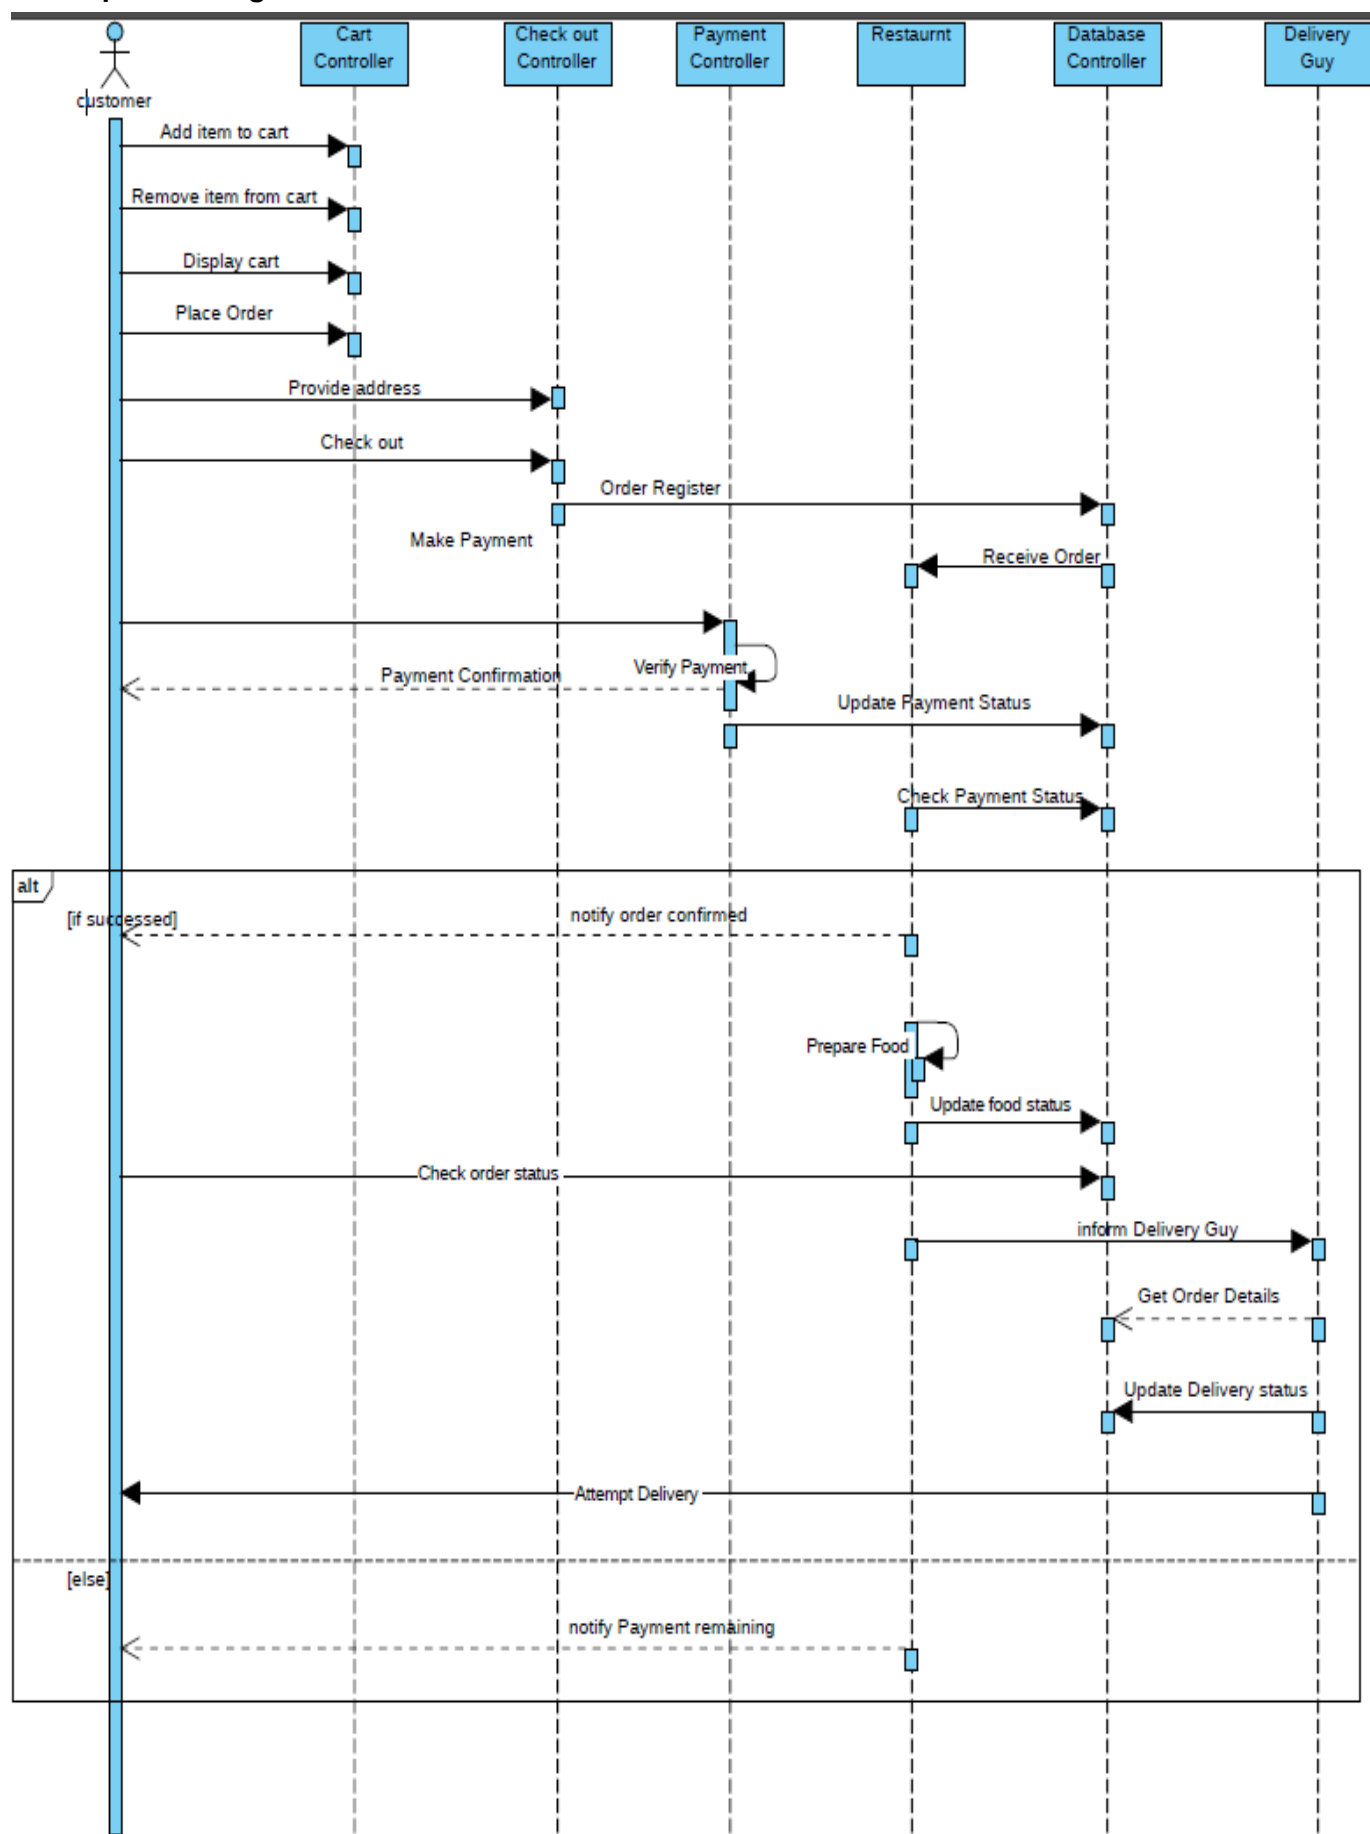 customer
Cart
Controller
Check out
Controller
Payment
Controller
Restaurnt
Database
Controller
Delivery
Guy
Add item to cart
Remove item from cart
Display cart
Place Order
Provide address
Check out
Order Register
Make Payment
Receive Order
Verify Payment
Payment Confirmation
Update Payment Status
Check Payment Status
alt
[if successed]
notify order confirmed
Prepare Food
Update food status
Check order status
inform Delivery Guy
Get Order Details
Update Delivery status
Attempt Delivery
[else]
notify Payment remaining